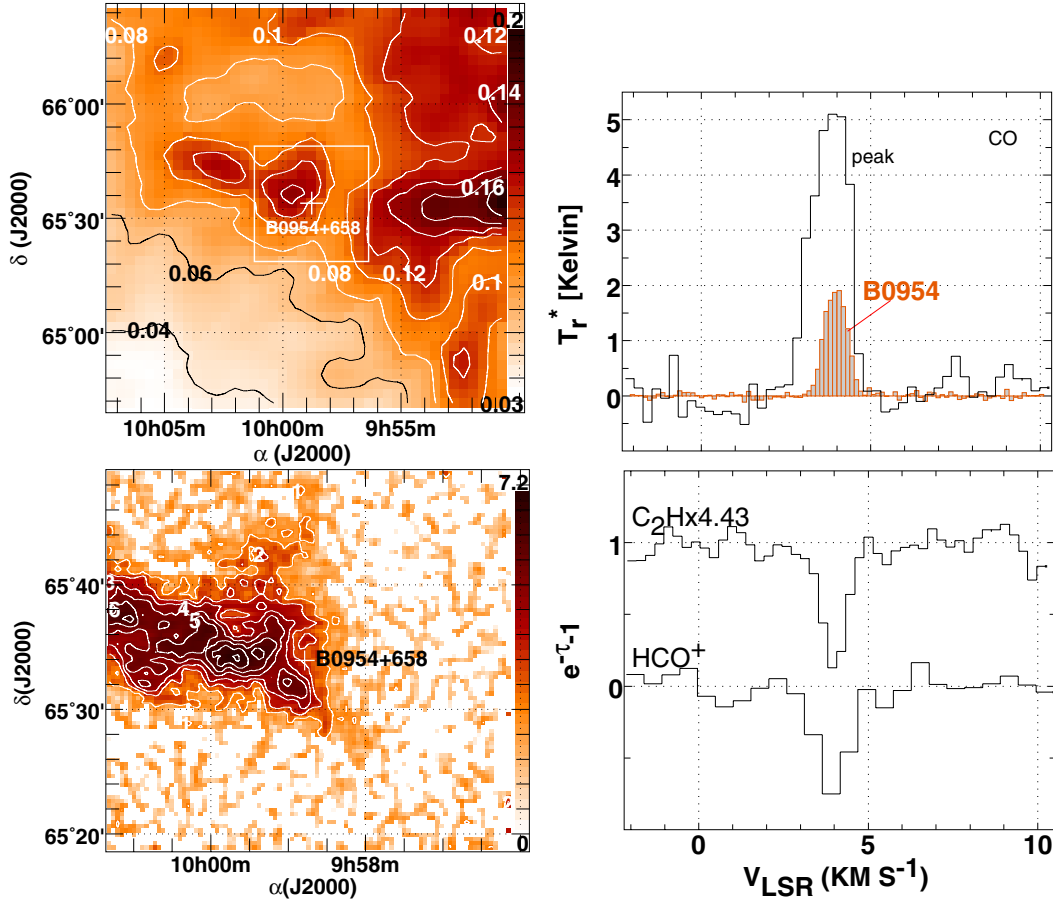 0.08
0.1
0.12
0.2
0.14
0.16
B0954+658
0.06
0.08
0.12
0.1
0.04
0.03
66°00'
65°30'
65°00'
δ (J2000)
10h05m
10h00m
9h55m
α (J2000)
5
4
3
2
1
0
T_r* [Kelvin]
CO
peak
B0954
7.2
1
2
3
6
4
5
B0954+658
0
65°40'
65°30'
65°20'
δ(J2000)
10h00m
9h58m
α(J2000)
C₂Hx4.43
HCO⁺
1
0
e^-τ-1
0
5
10
V_LSR (KM S⁻¹)